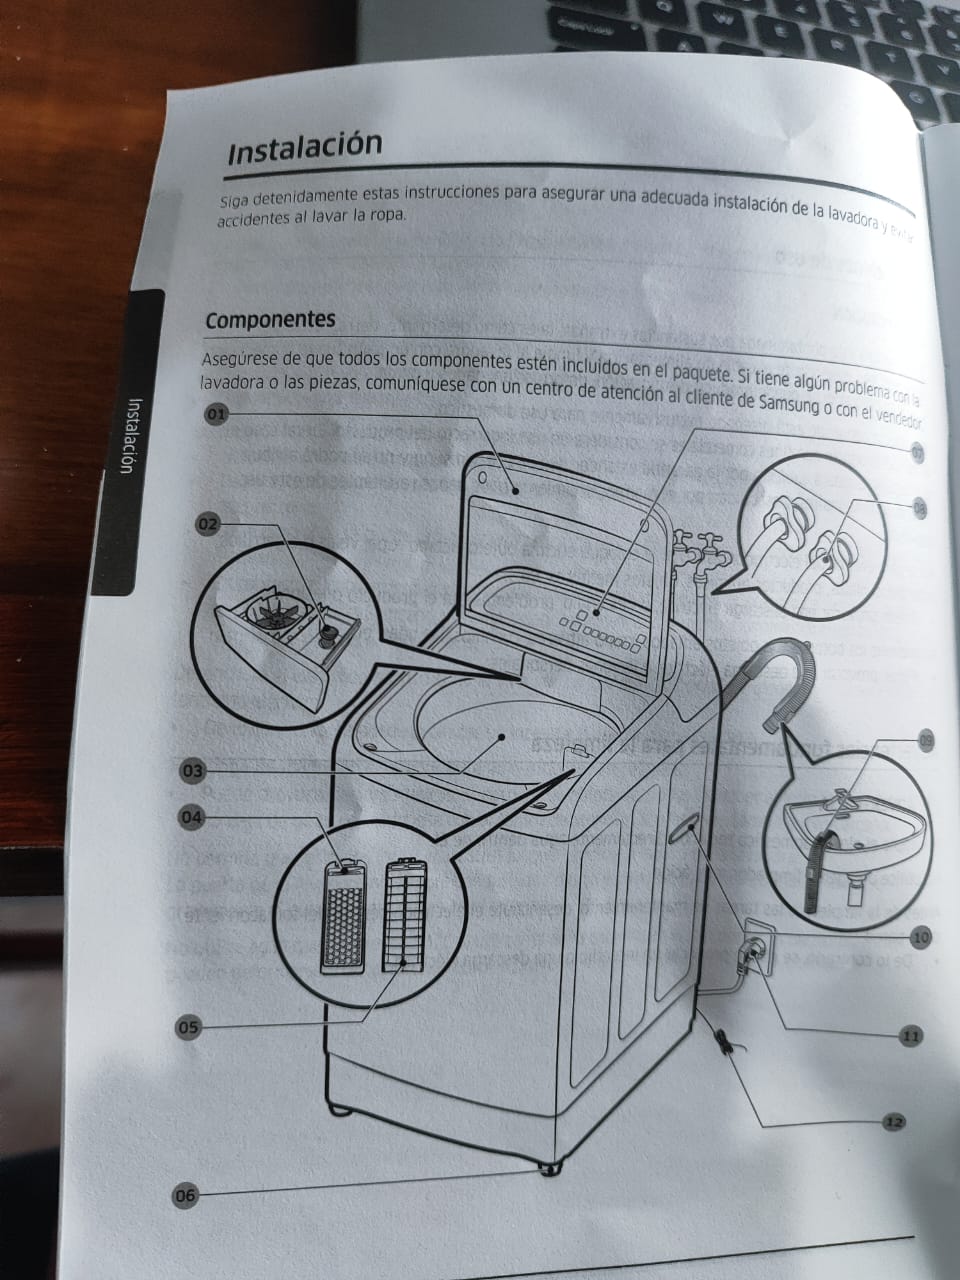 Instalación
Siga detenidamente estas instrucciones para asegurar una adecuada instalación de la lavadora y evitar
accidentes al lavar la ropa.
Componentes
Asegúrese de que todos los componentes estén incluídos en el paquete. Si tiene algún problema con la
lavadora o las piezas, comuníquese con un centro de atención al cliente de Samsung o con el vendedor.
Instalación
01
07
08
02
03
09
04
10
05
11
12
06